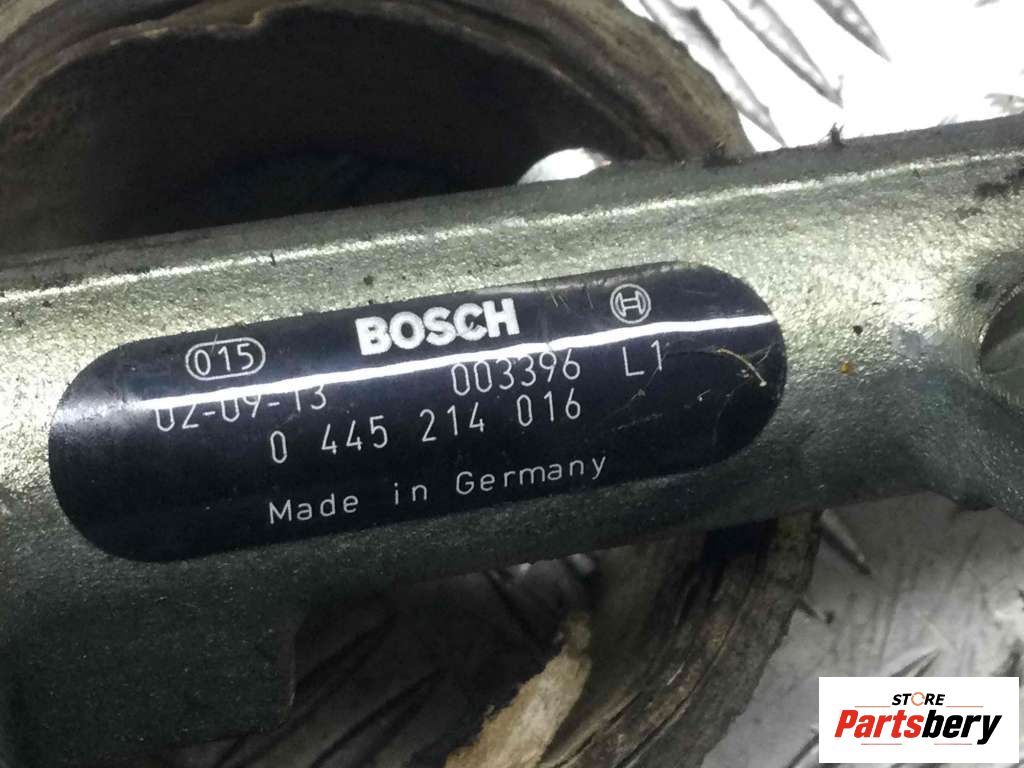 BOSCH
015
02-09-13 003396 L1
0 445 214 016
Made in Germany
STORE
Partsbery